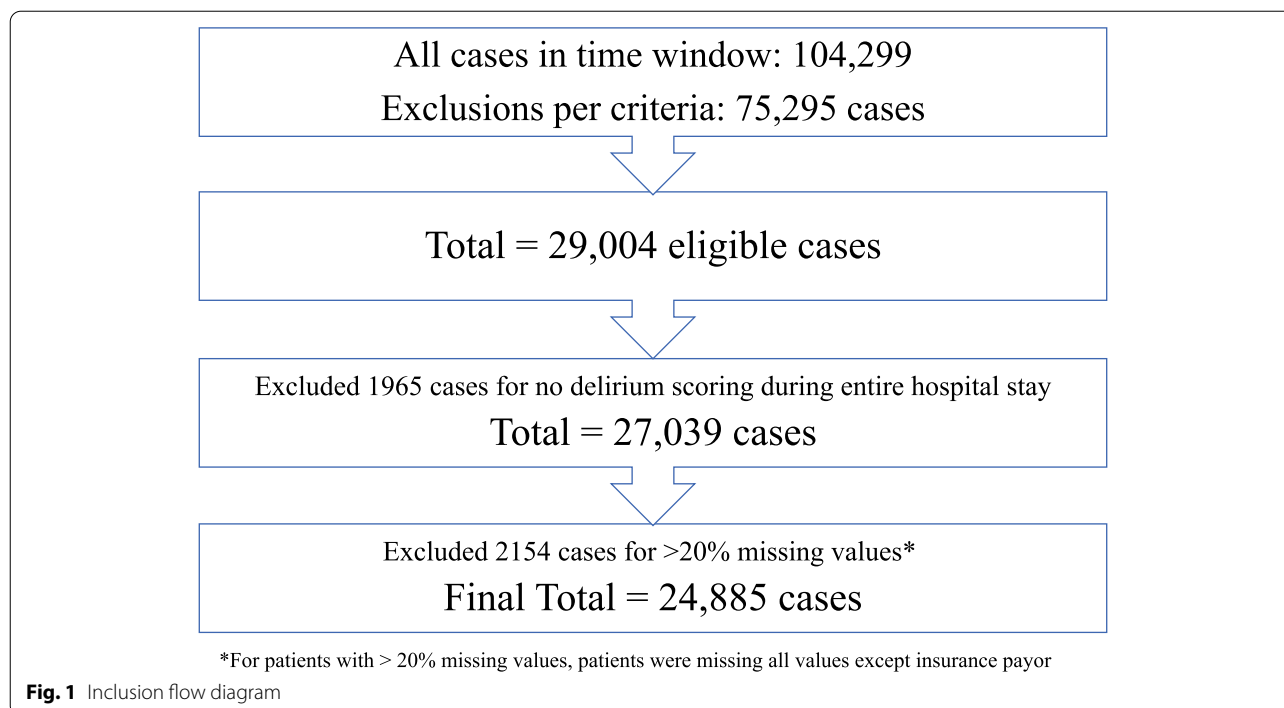 All cases in time window: 104,299
Exclusions per criteria: 75,295 cases
Total = 29,004 eligible cases
Excluded 1965 cases for no delirium scoring during entire hospital stay
Total = 27,039 cases
Excluded 2154 cases for >20% missing values*
Final Total = 24,885 cases
*For patients with > 20% missing values, patients were missing all values except insurance payor
Fig. 1 Inclusion flow diagram